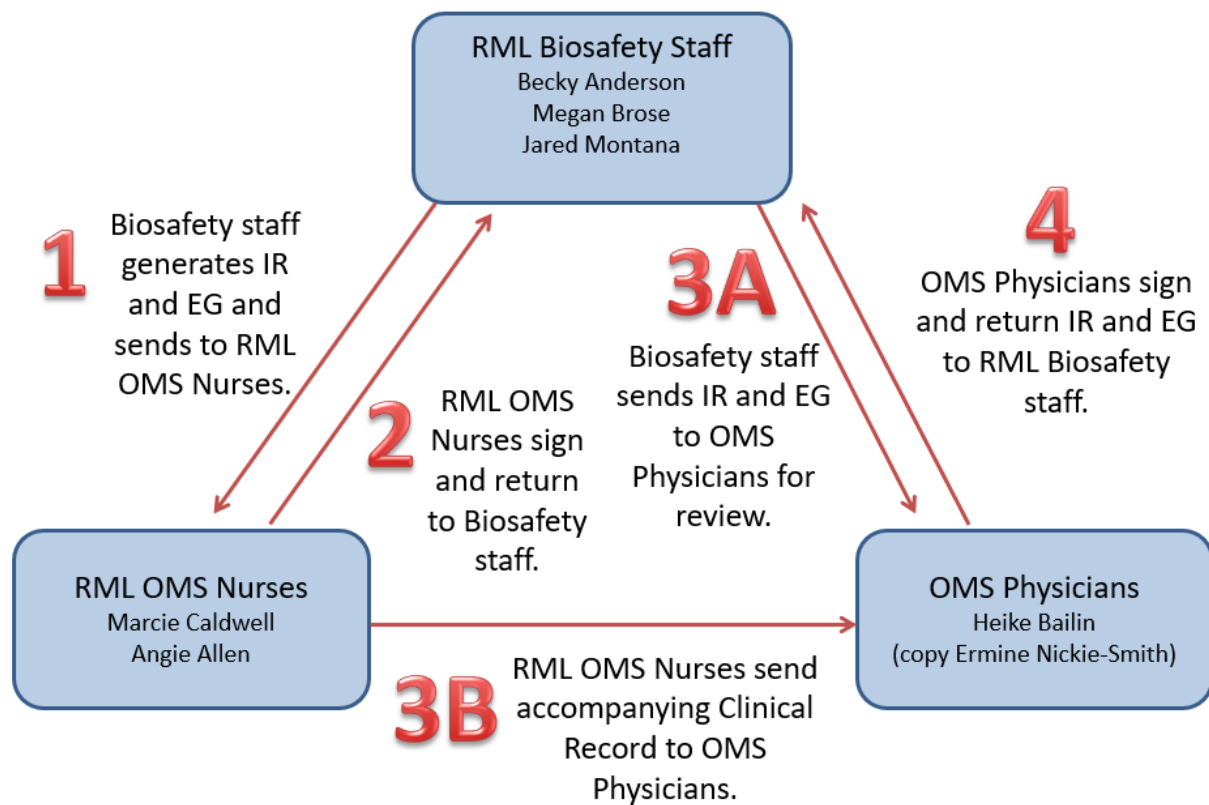 RML Biosafety Staff
Becky Anderson
Megan Brose
Jared Montana
1
Biosafety staff
generates IR
and EG and
sends to RML
OMS Nurses.
2
RML OMS
Nurses sign
and return
to Biosafety
staff.
3A
Biosafety staff
sends IR and EG
to OMS
Physicians for
review.
4
OMS Physicians sign
and return IR and EG
to RML Biosafety
staff.
RML OMS Nurses
Marcie Caldwell
Angie Allen
OMS Physicians
Heike Bailin
(copy Ermine Nickie-Smith)
3B
RML OMS Nurses send
accompanying Clinical
Record to OMS
Physicians.